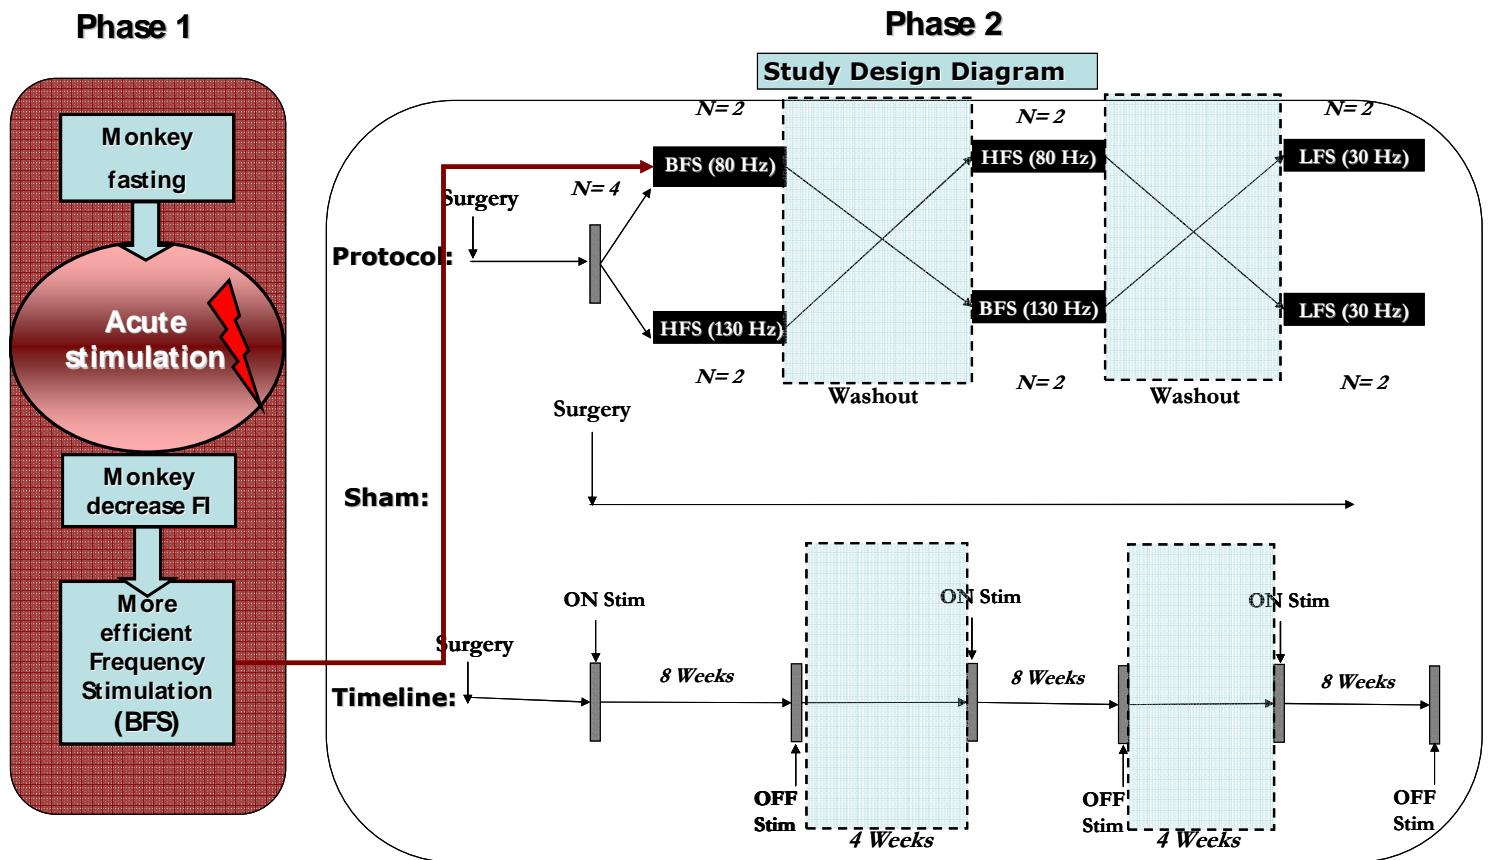 Phase 1
Monkey
fasting
Acute
stimulation
Monkey
decrease FI
More
efficient
Frequency
Stimulation
(BFS)
Phase 2
Study Design Diagram
N= 2
N= 2
N= 2
BFS (80 Hz)
HFS (80 Hz)
LFS (30 Hz)
N= 4
Surgery
Protocol:
HFS (130 Hz)
BFS (130 Hz)
LFS (30 Hz)
N= 2
N= 2
N= 2
Washout
Washout
Surgery
Sham:
ON Stim
ON Stim
ON Stim
Surgery
8 Weeks
8 Weeks
8 Weeks
Timeline:
OFF
Stim
OFF
Stim
OFF
Stim
4 Weeks
4 Weeks